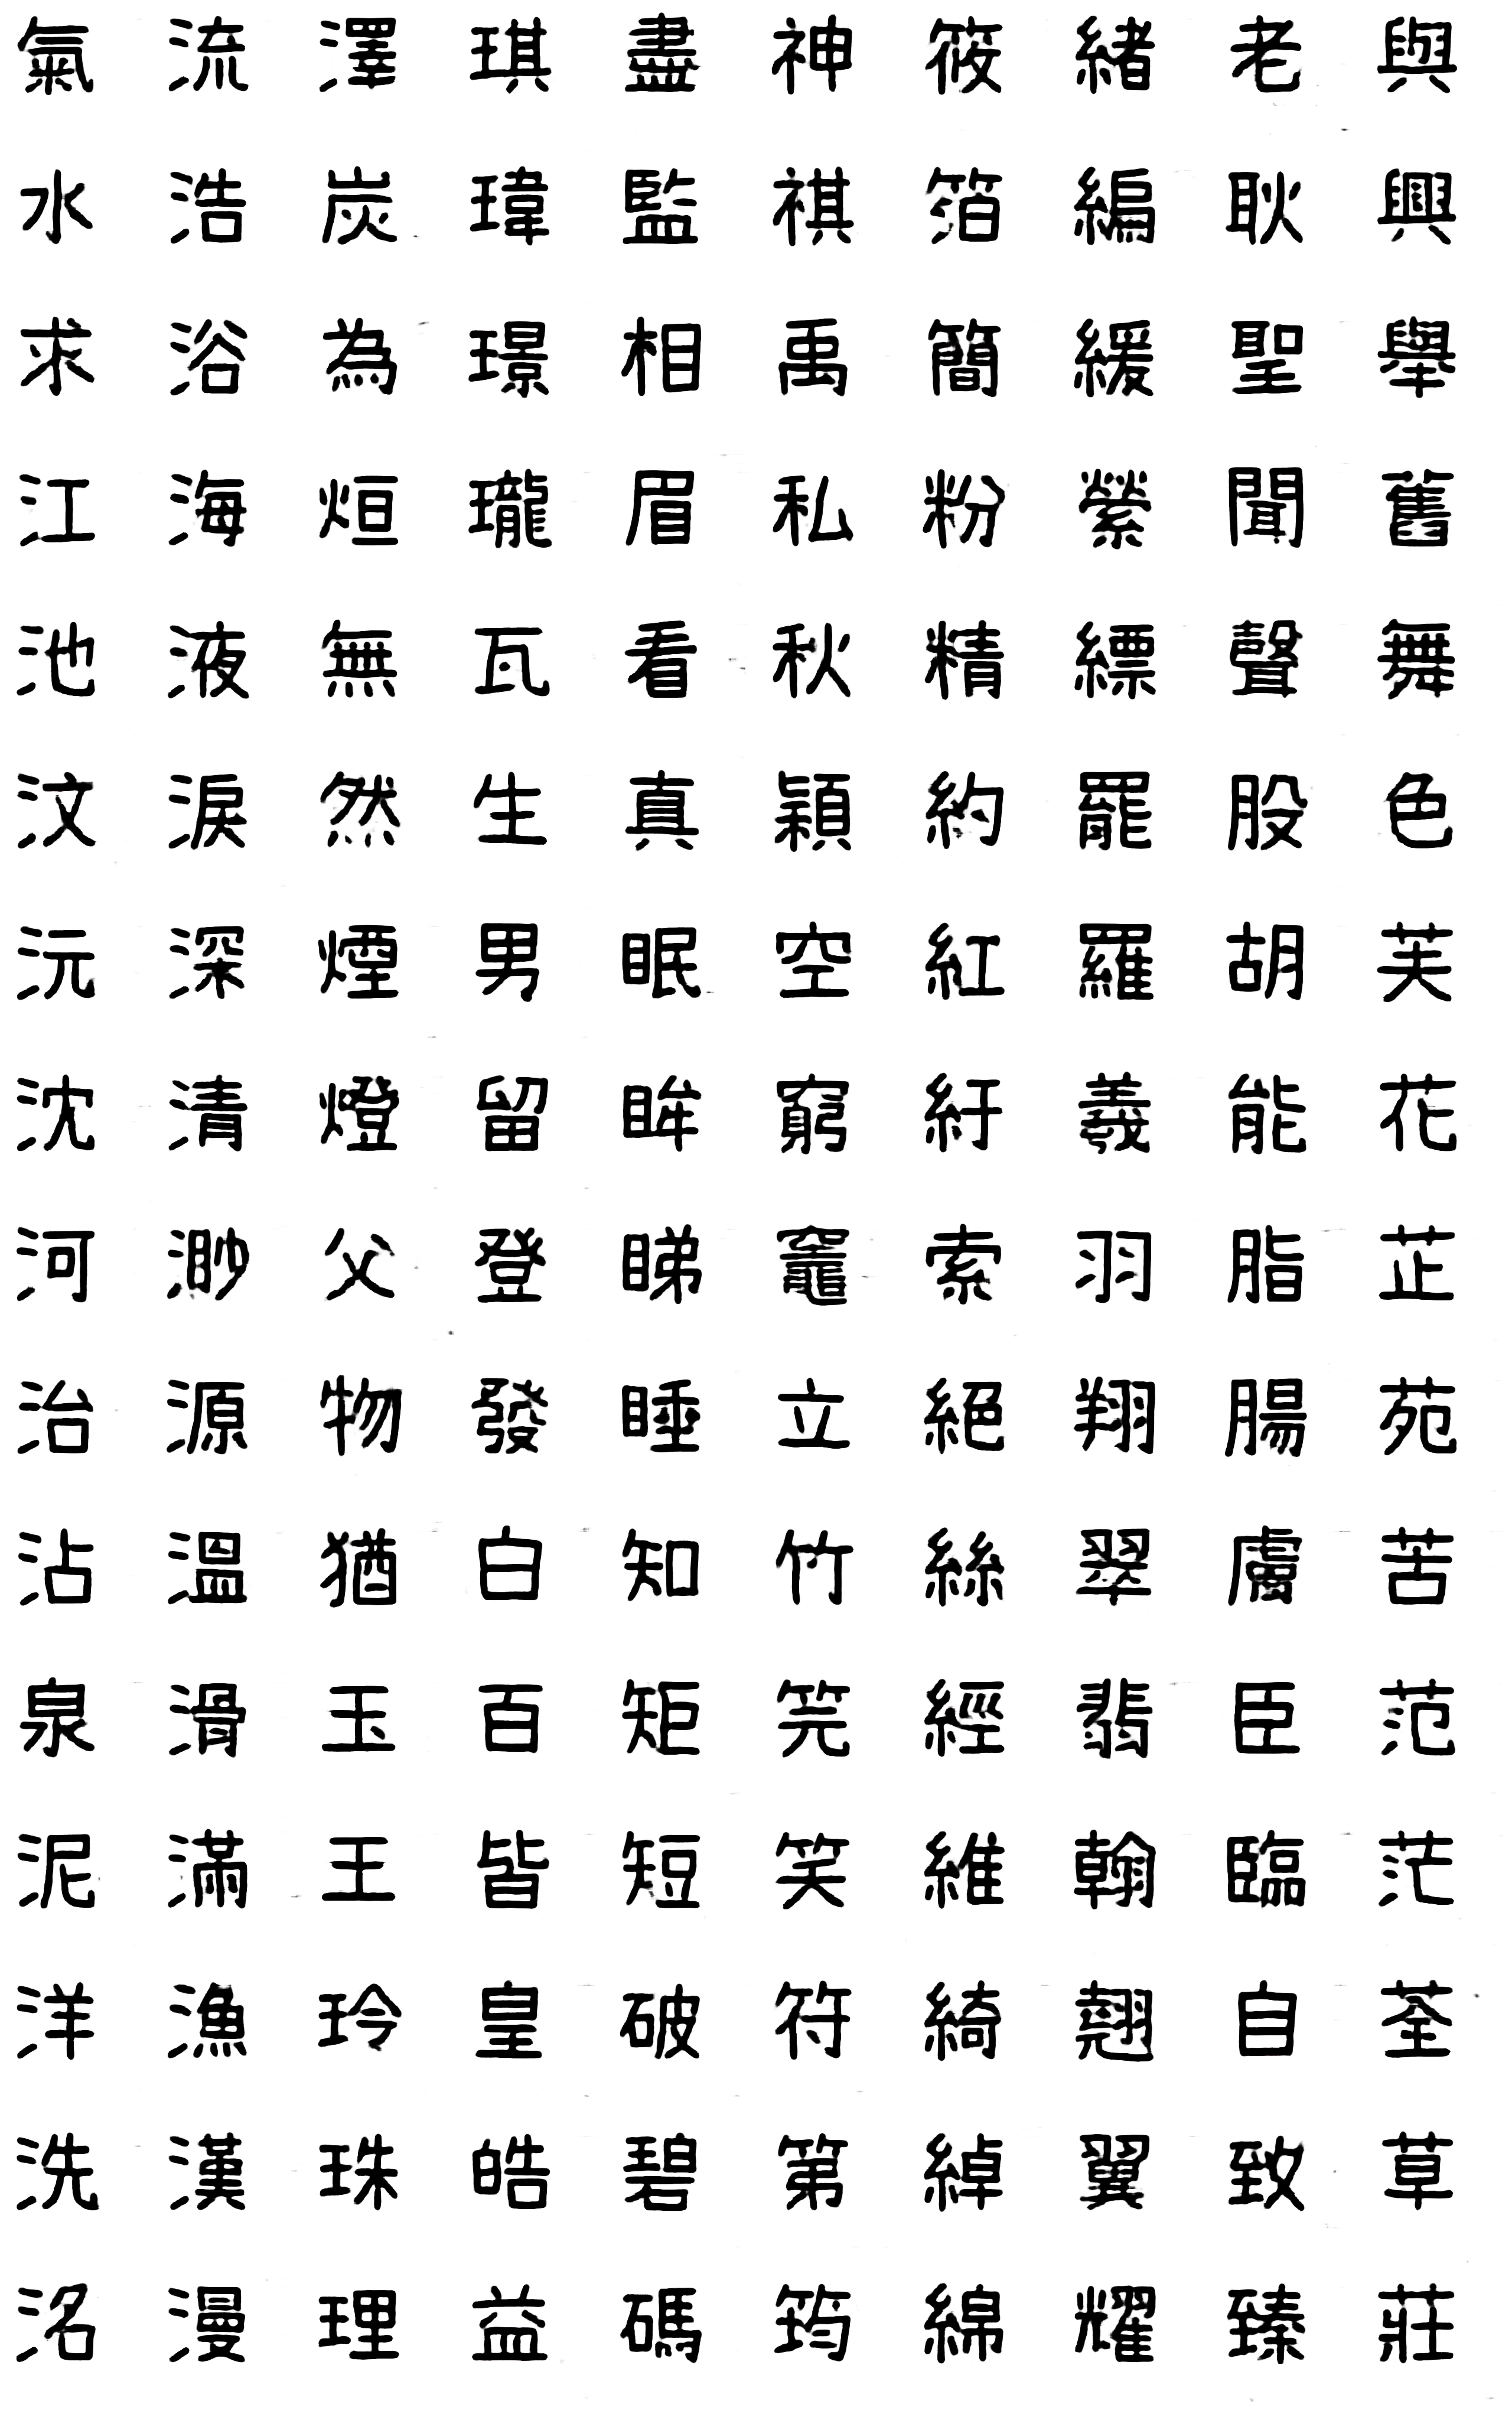 氣流澤琪盡神筱緒老與
水浩炭瑋監祺箔編耿興
求浴為璟相禹簡緩聖舉
江海烜瓏眉私粉縈聞舊
池液無瓦看秋精縹聲舞
汶淚然生真穎約罷股色
沅深煙男眠空紅羅胡芙
沈清燈留眸窮紆羲能花
河渺父登睇竈索羽脂芷
治源物發睡立絕翔腸苑
沾溫猶白知竹絲翠膚苦
泉滑玉百矩笎經翡臣范
泥滿王皆短笑維翰臨茫
洋漁玲皇破符綺翹自荃
洗漢珠皓碧第綽翼致草
洺漫理益碼筠綿耀臻莊